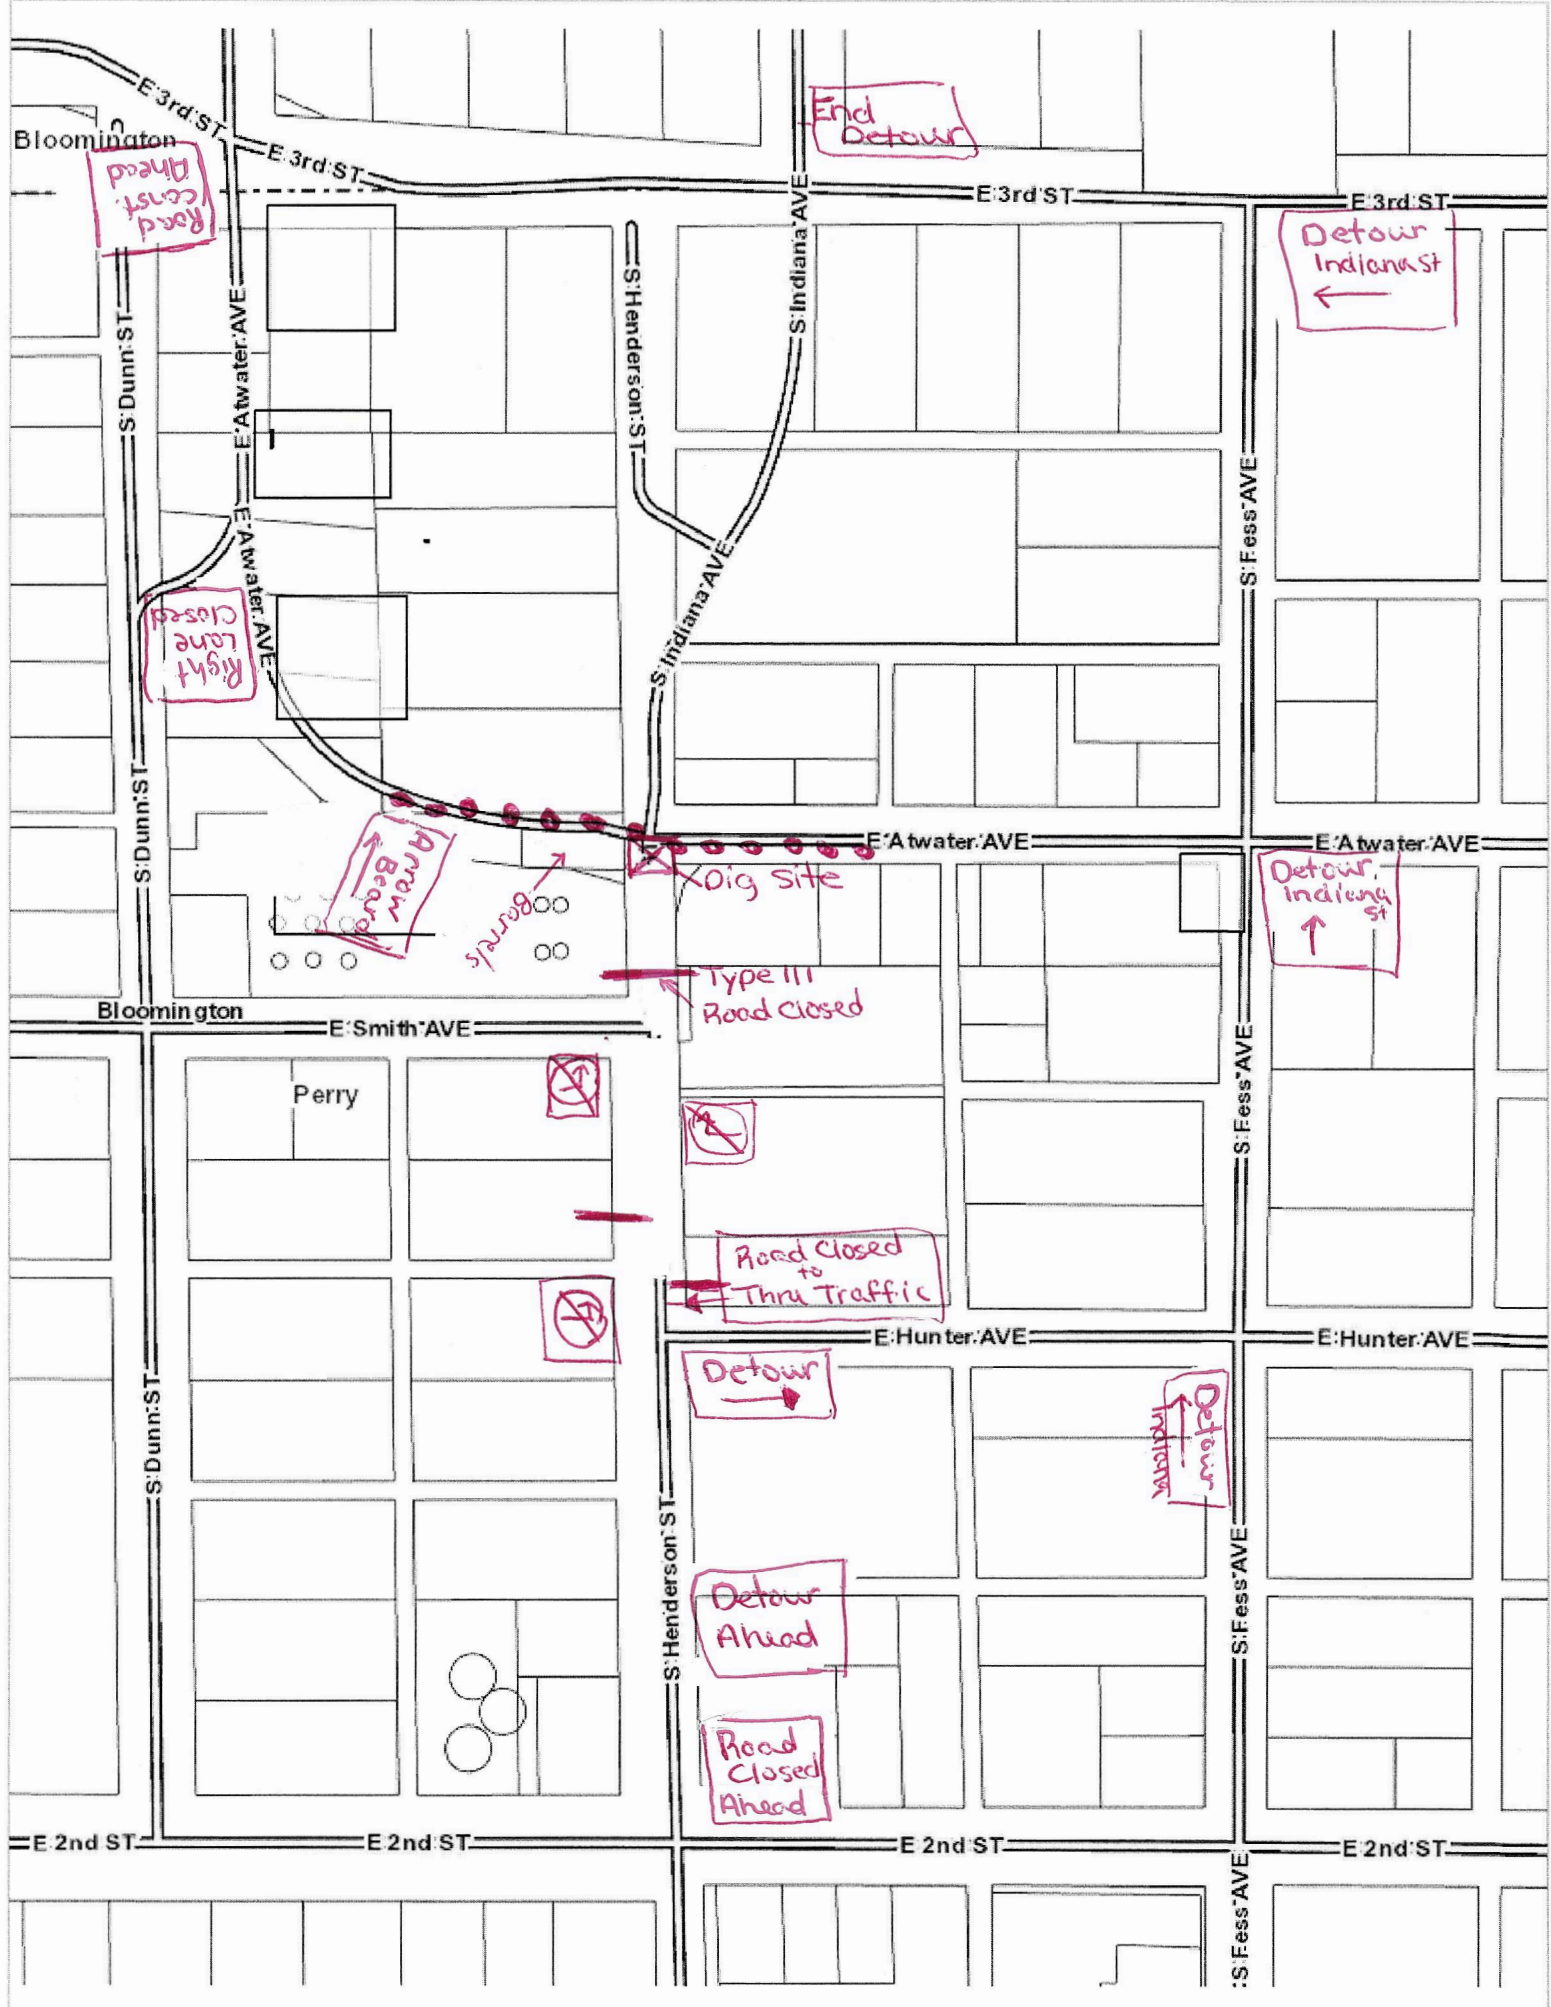 E 3rd ST
Bloomington
E 3rd ST
End
Detour
E 3rd ST
E 3rd ST
Road
const.
Ahead
Detour
Indiana St
S Dunn ST
E Atwater AVE
S Henderson ST
S Indiana AVE
S Fess AVE
E Atwater AVE
S Indiana AVE
Right
Lane
Closed
S Dunn ST
E Atwater AVE
E Atwater AVE
Arrow
Board
Barrels
Dig Site
Detour
Indiana
St
Type III
Road Closed
Bloomington
E Smith AVE
Perry
S Fess AVE
Road Closed
to
Thru Traffic
E Hunter AVE
E Hunter AVE
Detour
Detour
Indiana
S Dunn ST
S Henderson ST
S Fess AVE
Detour
Ahead
Road
Closed
Ahead
E 2nd ST
E 2nd ST
E 2nd ST
E 2nd ST
S Fess AVE